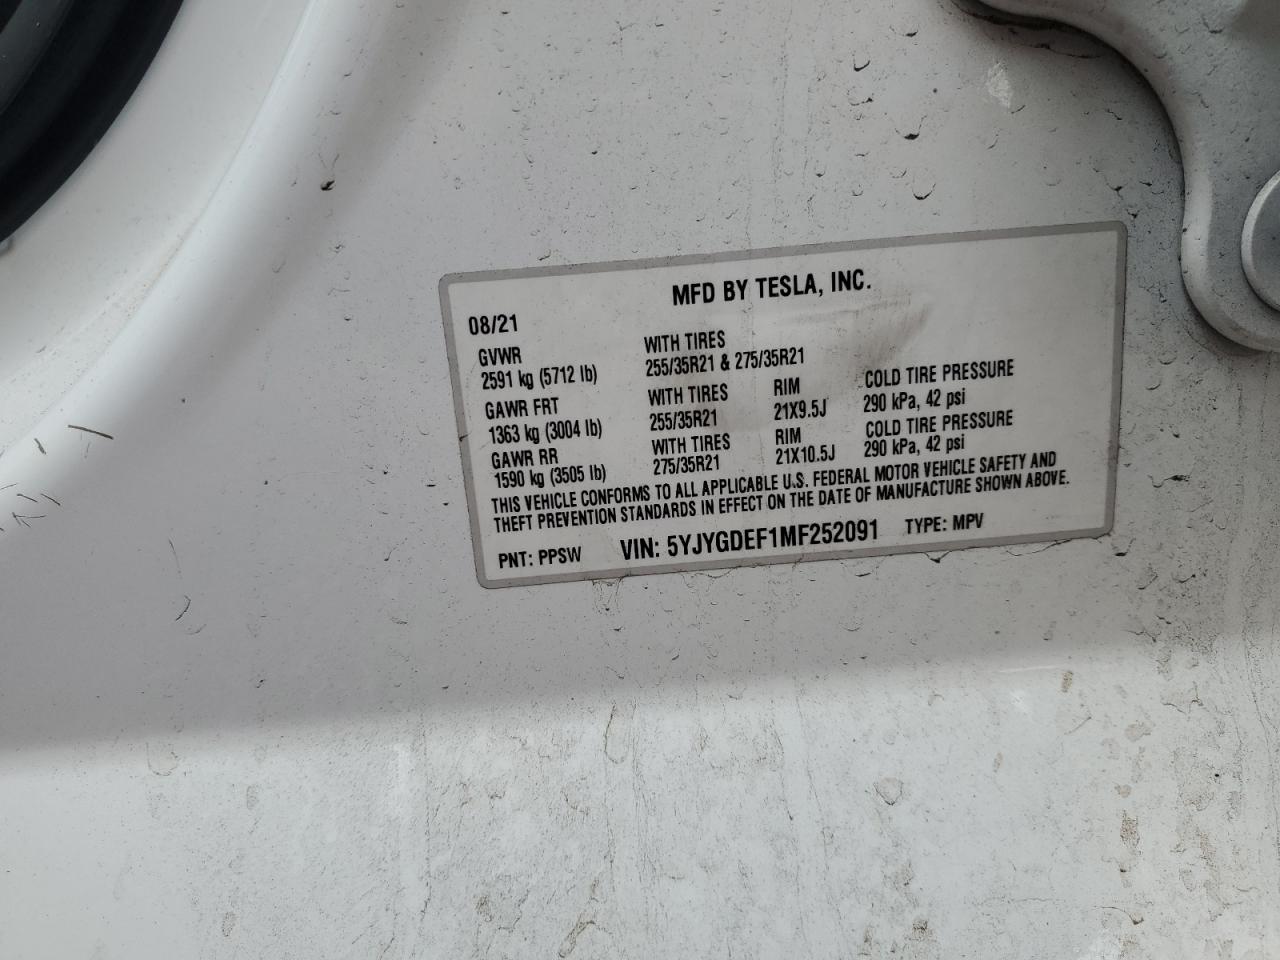 MFD BY TESLA, INC.
08/21
GVWR WITH TIRES
2591 kg (5712 lb) 255/35R21 & 275/35R21
GAWR FRT WITH TIRES RIM COLD TIRE PRESSURE
1363 kg (3004 lb) 255/35R21 21X9.5J 290 kPa, 42 psi
GAWR RR WITH TIRES RIM COLD TIRE PRESSURE
1590 kg (3505 lb) 275/35R21 21X10.5J 290 kPa, 42 psi
THIS VEHICLE CONFORMS TO ALL APPLICABLE U.S. FEDERAL MOTOR VEHICLE SAFETY AND
THEFT PREVENTION STANDARDS IN EFFECT ON THE DATE OF MANUFACTURE SHOWN ABOVE.
PNT: PPSW VIN: 5YJYGDEF1MF252091 TYPE: MPV